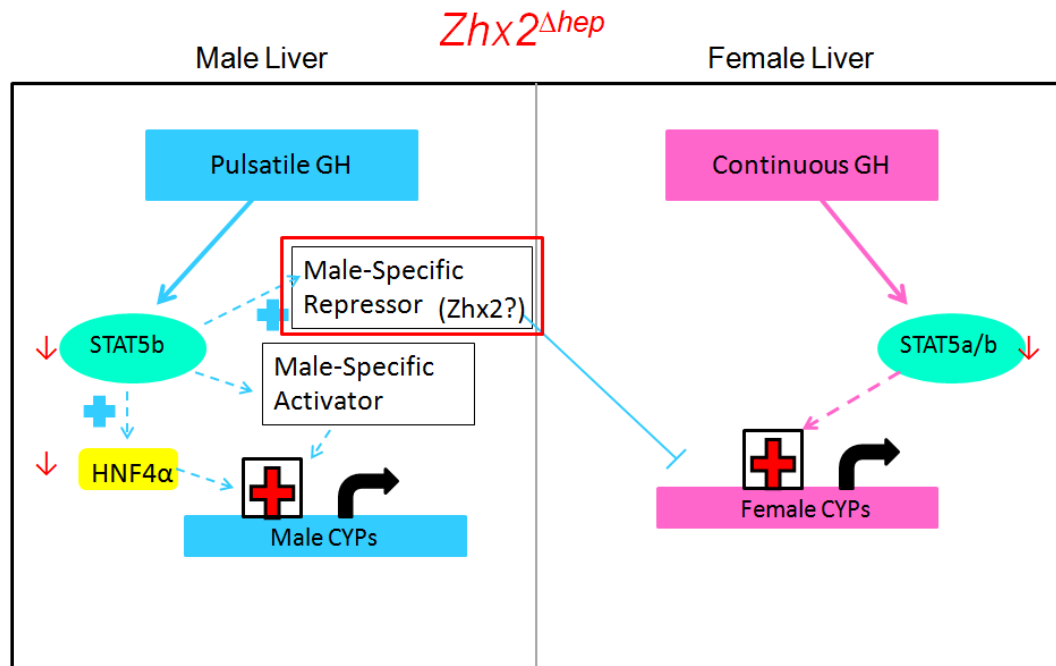 Zhx2Δhep
Male Liver
Female Liver
Pulsatile GH
Continuous GH
Male-Specific
Repressor (Zhx2?)
STAT5b
STAT5a/b
Male-Specific
Activator
HNF4α
Male CYPs
Female CYPs